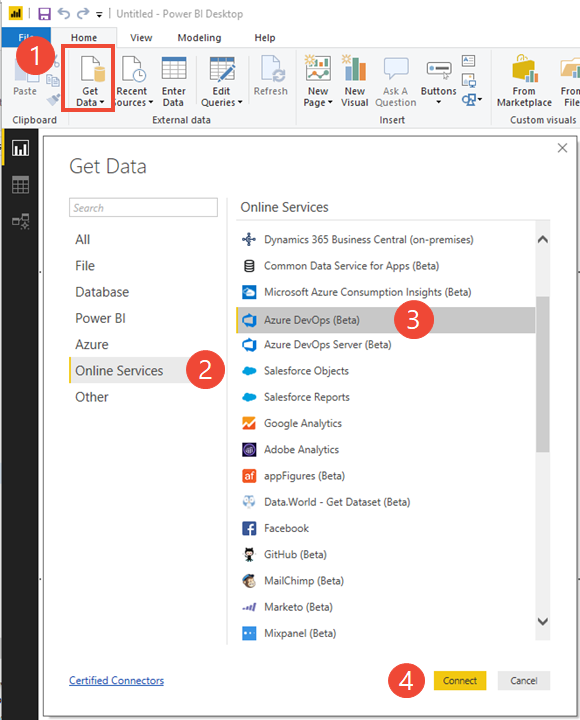 Untitled - Power BI Desktop
File Home View Modeling Help
1
Paste
Get Data
Recent Sources
Enter Data
Edit Queries
Refresh
New Page
New Visual
Ask A Question
Buttons
From Marketplace
From File
Clipboard External data Insert Custom visuals
Get Data
Search
All
File
Database
Power BI
Azure
Online Services
2
Other
Online Services
Dynamics 365 Business Central (on-premises)
Common Data Service for Apps (Beta)
Microsoft Azure Consumption Insights (Beta)
Azure DevOps (Beta)
3
Azure DevOps Server (Beta)
Salesforce Objects
Salesforce Reports
Google Analytics
Adobe Analytics
appFigures (Beta)
Data.World - Get Dataset (Beta)
Facebook
GitHub (Beta)
MailChimp (Beta)
Marketo (Beta)
Mixpanel (Beta)
Certified Connectors
4
Connect
Cancel